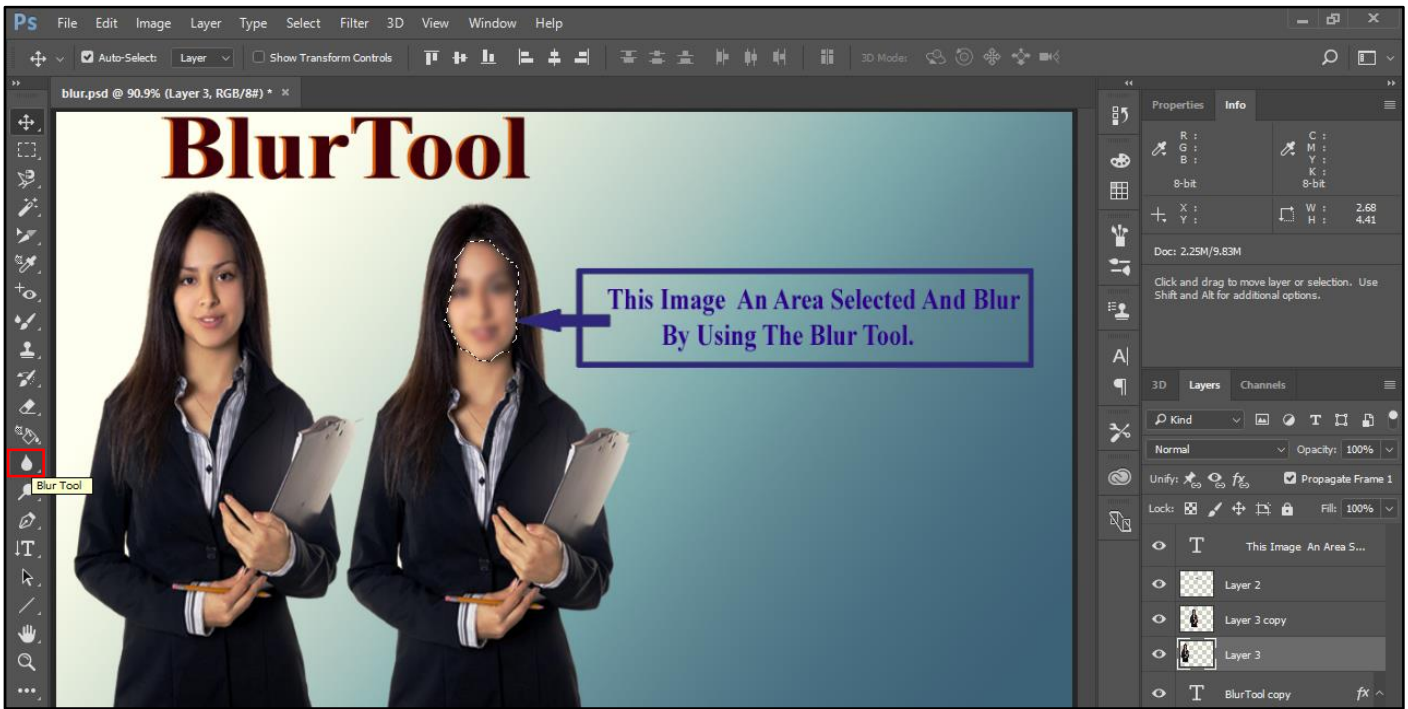 Ps File Edit Image Layer Type Select Filter 3D View Window Help
Auto-Select: Layer Show Transform Controls 3D Mode:
blur.psd @ 90.9% (Layer 3, RGB/8#) * ×
BlurTool
This Image An Area Selected And Blur
By Using The Blur Tool.
Blur Tool
Properties Info
R : C :
G : M :
B : Y :
K :
8-bit 8-bit
X : W : 2.68
Y : H : 4.41
Doc: 2.25M/9.83M
Click and drag to move layer or selection. Use
Shift and Alt for additional options.
3D Layers Channels
Kind
Normal Opacity: 100%
Unify: Propagate Frame 1
Lock: Fill: 100%
This Image An Area S...
Layer 2
Layer 3 copy
Layer 3
BlurTool copy fx